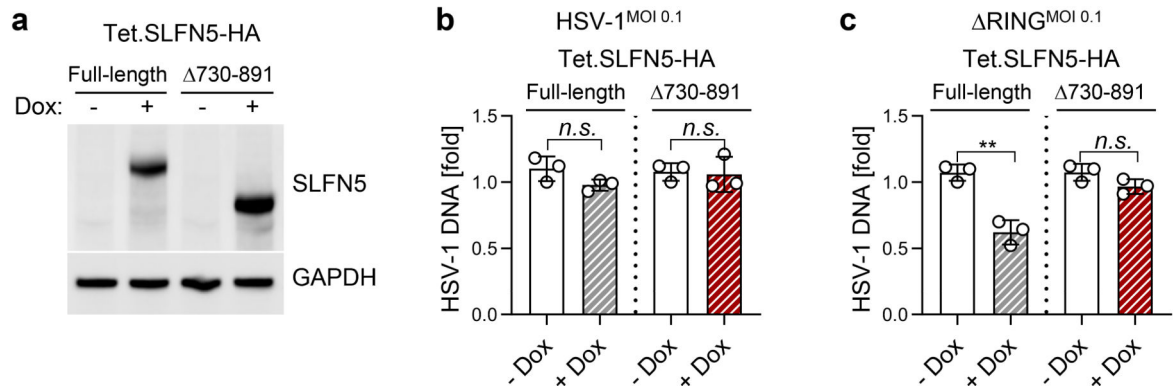 a
Tet.SLFN5-HA
Full-length Δ730-891
Dox: - + - +
SLFN5
GAPDH
b
HSV-1MOI 0.1
Tet.SLFN5-HA
Full-length Δ730-891
HSV-1 DNA [fold]
1.5
1.0
0.5
0.0
n.s. n.s.
- Dox + Dox - Dox + Dox
c
ΔRINGMOI 0.1
Tet.SLFN5-HA
Full-length Δ730-891
HSV-1 DNA [fold]
1.5
1.0
0.5
0.0
** n.s.
- Dox + Dox - Dox + Dox